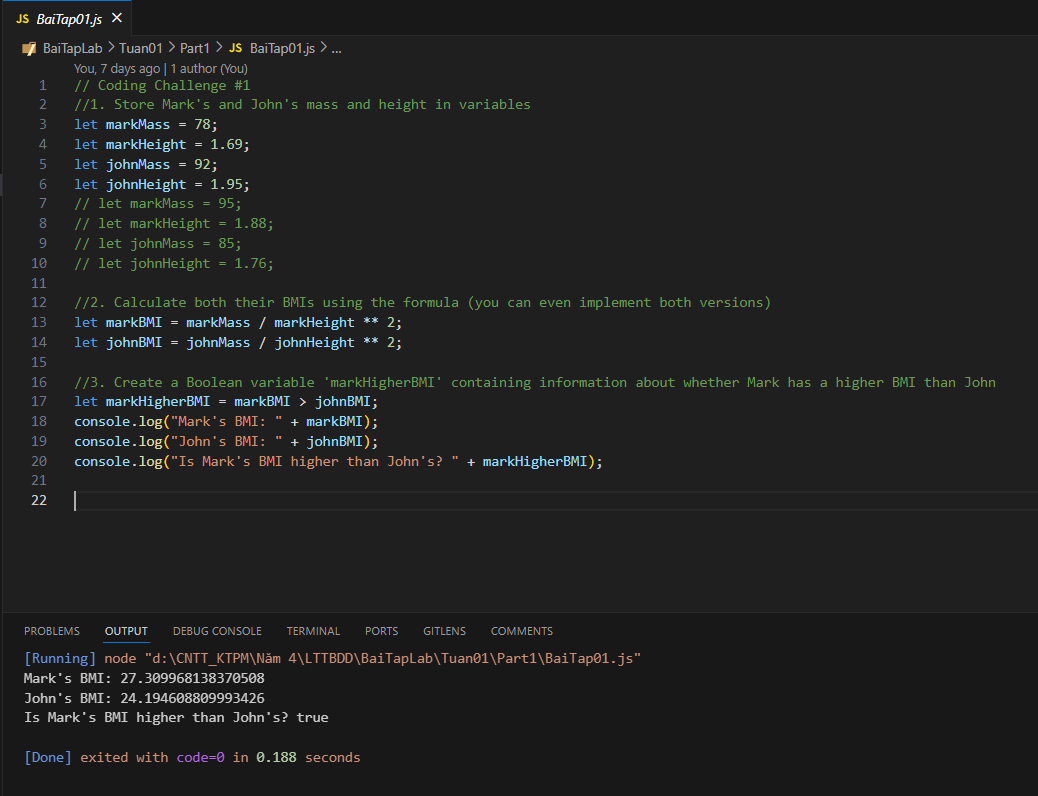 JS BaiTap01.js ×
BaiTapLab > Tuan01 > Part1 > JS BaiTap01.js > ...
You, 7 days ago | 1 author (You)
1 // Coding Challenge #1
2 //1. Store Mark's and John's mass and height in variables
3 let markMass = 78;
4 let markHeight = 1.69;
5 let johnMass = 92;
6 let johnHeight = 1.95;
7 // let markMass = 95;
8 // let markHeight = 1.88;
9 // let johnMass = 85;
10 // let johnHeight = 1.76;
11
12 //2. Calculate both their BMIs using the formula (you can even implement both versions)
13 let markBMI = markMass / markHeight ** 2;
14 let johnBMI = johnMass / johnHeight ** 2;
15
16 //3. Create a Boolean variable 'markHigherBMI' containing information about whether Mark has a higher BMI than John
17 let markHigherBMI = markBMI > johnBMI;
18 console.log("Mark's BMI: " + markBMI);
19 console.log("John's BMI: " + johnBMI);
20 console.log("Is Mark's BMI higher than John's? " + markHigherBMI);
21
22
PROBLEMS OUTPUT DEBUG CONSOLE TERMINAL PORTS GITLENS COMMENTS
[Running] node "d:\CNTT_KTPM\Năm 4\LTTBDD\BaiTapLab\Tuan01\Part1\BaiTap01.js"
Mark's BMI: 27.309968138370508
John's BMI: 24.194608809993426
Is Mark's BMI higher than John's? true
[Done] exited with code=0 in 0.188 seconds